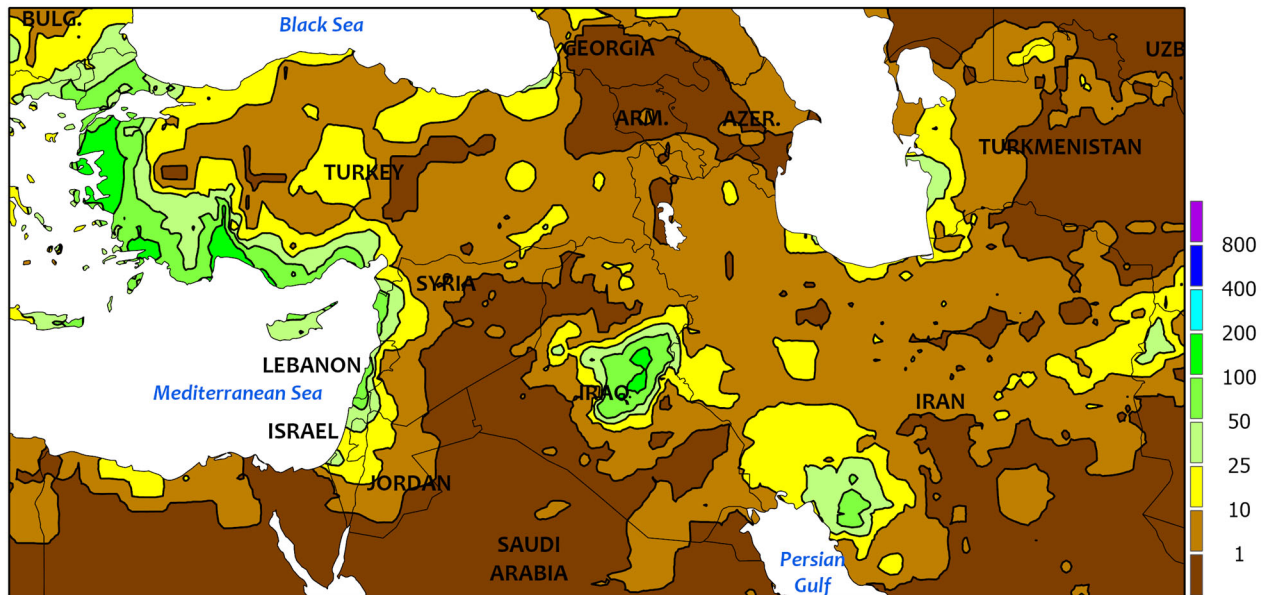 BULG.
Black Sea
GEORGIA
UZB
ARM.
AZER.
TURKMENISTAN
TURKEY
SYRIA
LEBANON
Mediterranean Sea
IRAQ.
IRAN
ISRAEL
JORDAN
SAUDI
ARABIA
Persian
Gulf
800
400
200
100
50
25
10
1